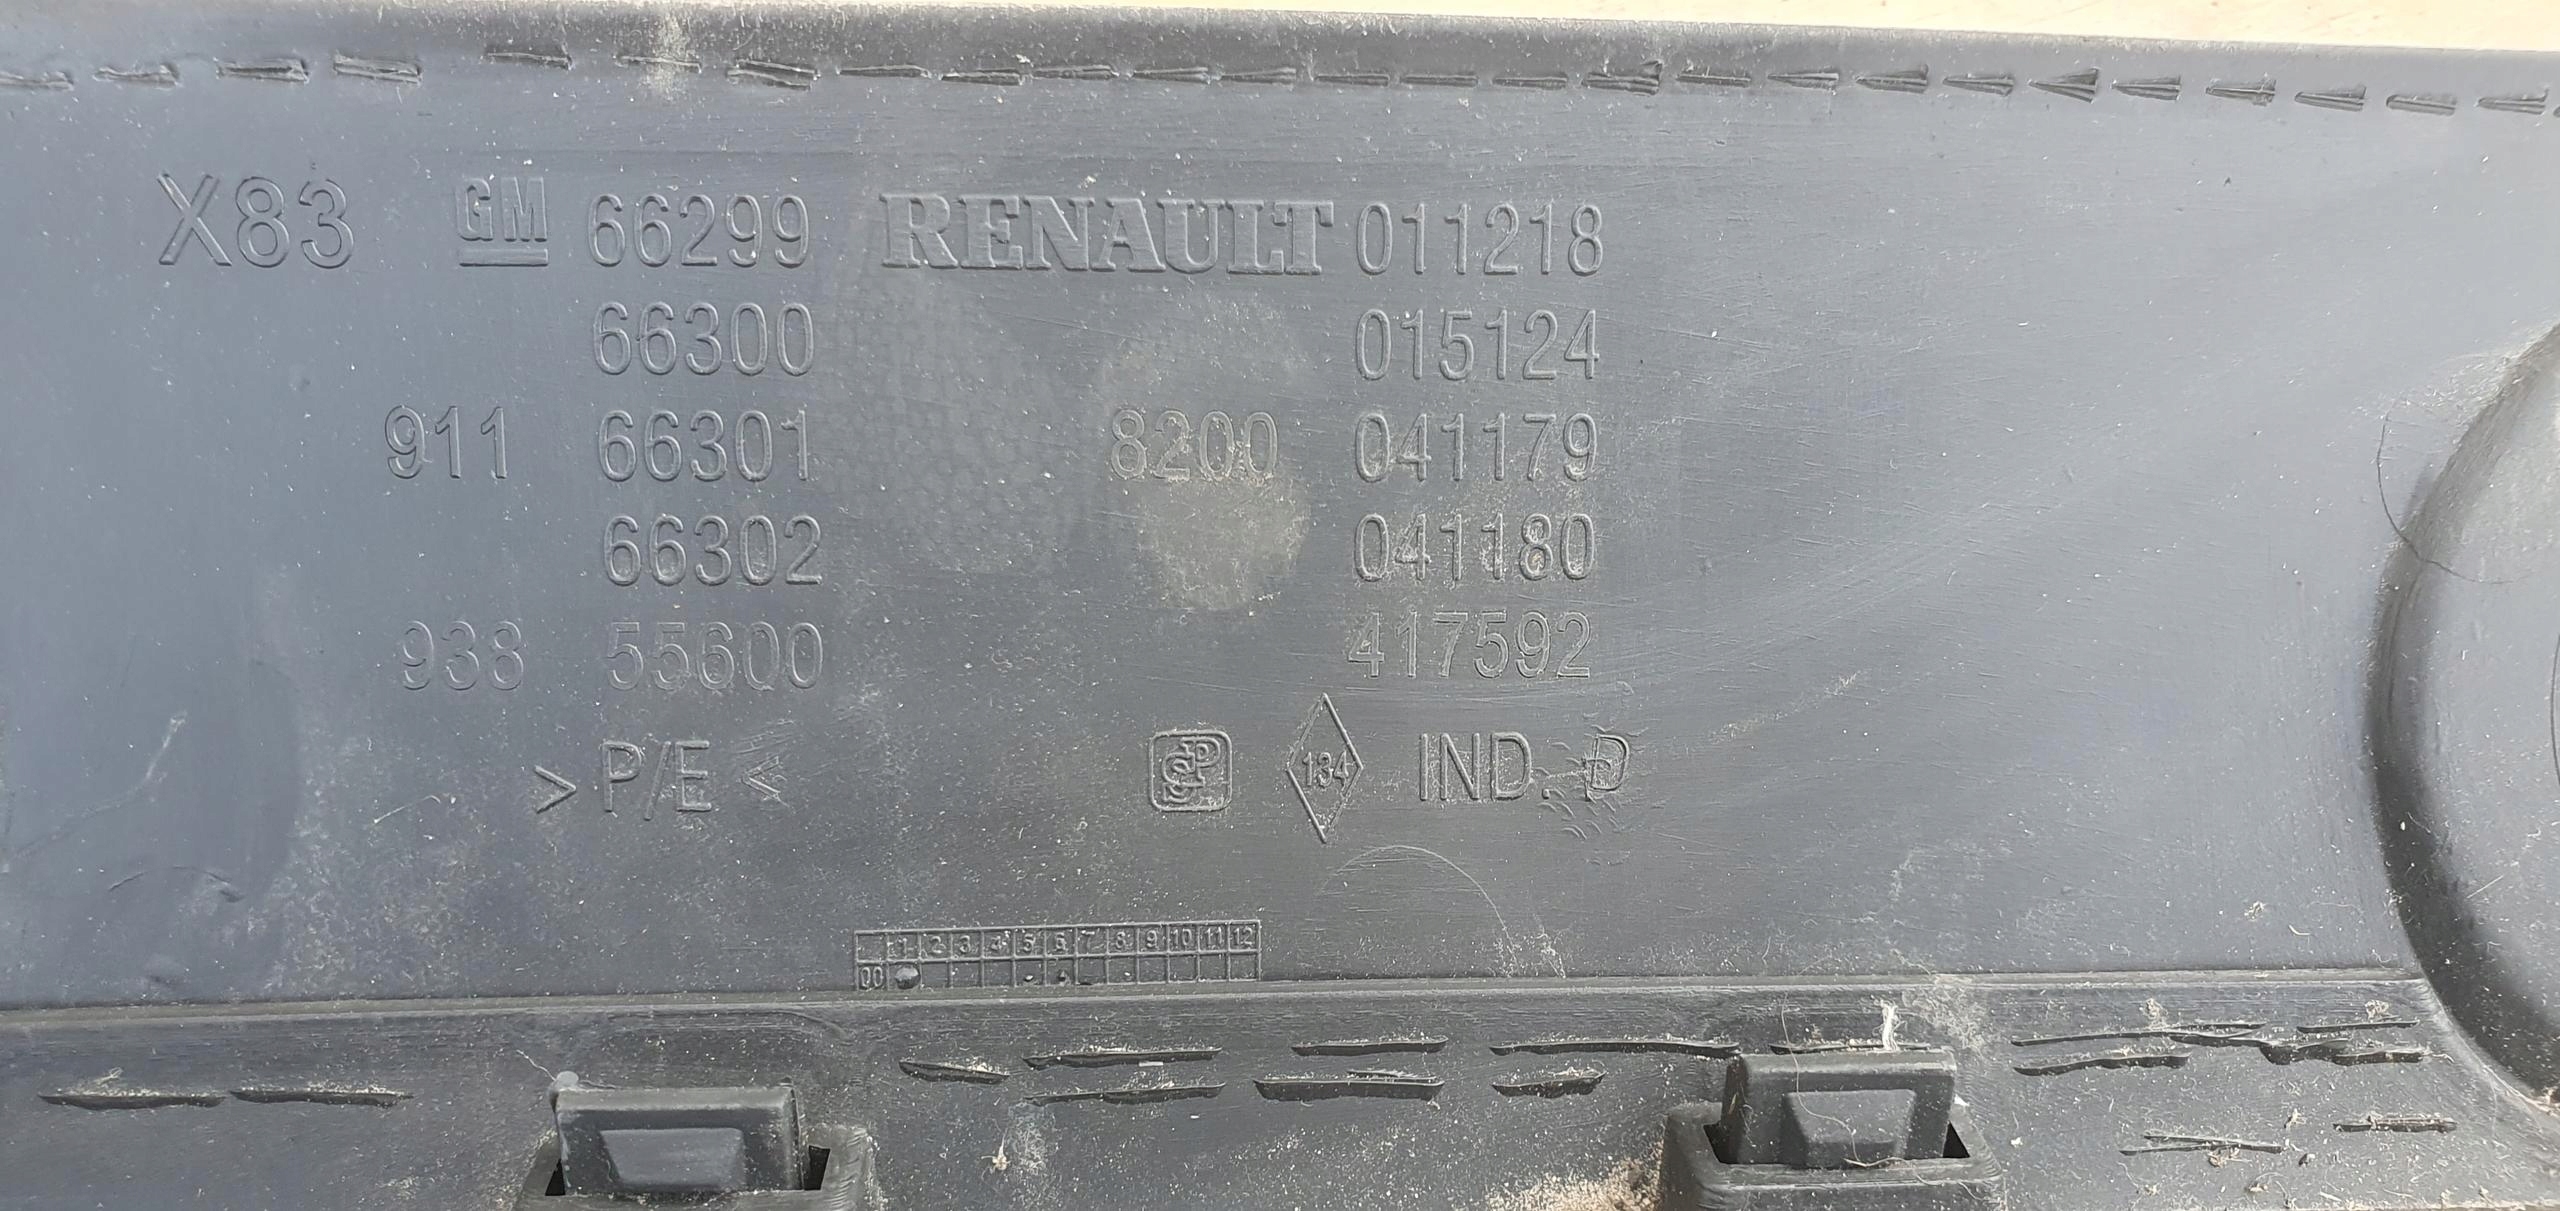 X83 GM 66299 RENAULT 011218
66300 015124
911 66301 8200 041179
66302 041180
938 55600 417592
> P/E < 134 IND. D
1 2 3 4 5 6 7 8 9 10 11 12
00